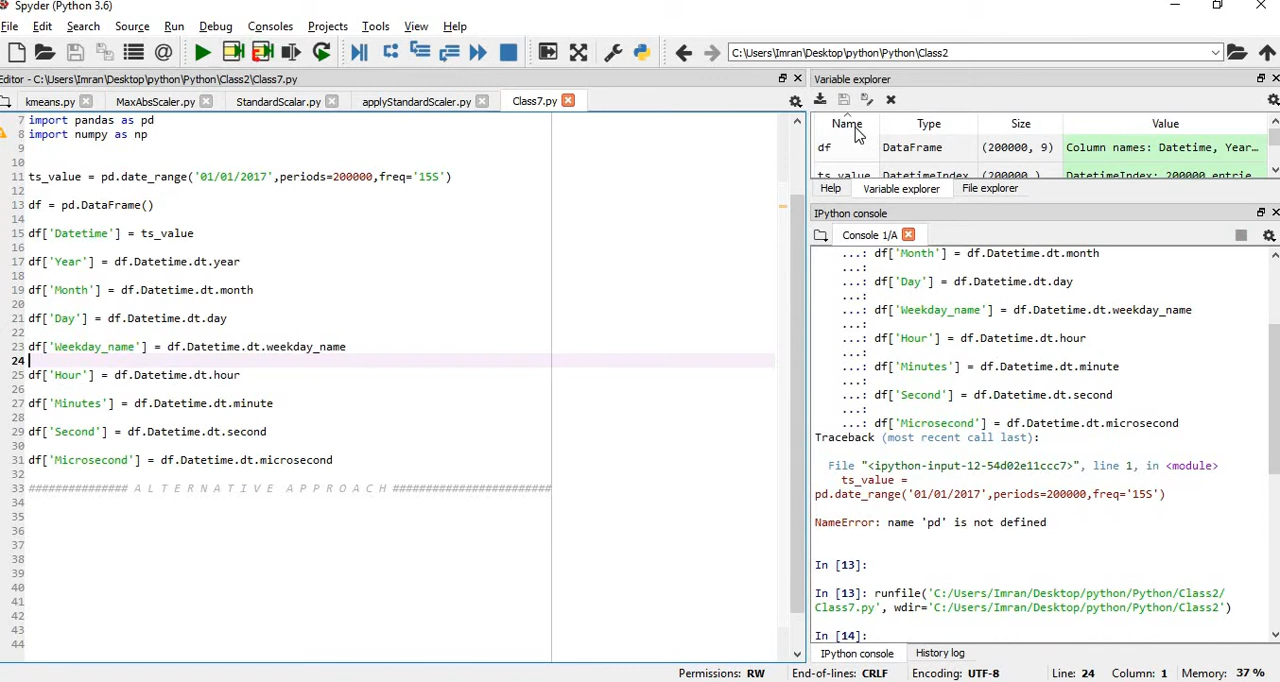 Spyder (Python 3.6)
File Edit Search Source Run Debug Consoles Projects Tools View Help
C:\Users\Imran\Desktop\python\Python\Class2
Editor - C:\Users\Imran\Desktop\python\Python\Class2\Class7.py
kmeans.py MaxAbsScaler.py StandardScalar.py applyStandardScaler.py Class7.py
7 import pandas as pd
8 import numpy as np
9
10
11 ts_value = pd.date_range('01/01/2017',periods=200000,freq='15S')
12
13 df = pd.DataFrame()
14
15 df['Datetime'] = ts_value
16
17 df['Year'] = df.Datetime.dt.year
18
19 df['Month'] = df.Datetime.dt.month
20
21 df['Day'] = df.Datetime.dt.day
22
23 df['Weekday_name'] = df.Datetime.dt.weekday_name
24
25 df['Hour'] = df.Datetime.dt.hour
26
27 df['Minutes'] = df.Datetime.dt.minute
28
29 df['Second'] = df.Datetime.dt.second
30
31 df['Microsecond'] = df.Datetime.dt.microsecond
32
33 ############### A L T E R N A T I V E  A P P R O A C H ########################
34
35
36
37
38
39
40
41
42
43
44
Variable explorer
Name Type Size Value
df DataFrame (200000, 9) Column names: Datetime, Year…
ts_value DatetimeIndex (200000,) DatetimeIndex: 200000 entrie
Help Variable explorer File explorer
IPython console
Console 1/A
...: df['Month'] = df.Datetime.dt.month
...:
...: df['Day'] = df.Datetime.dt.day
...:
...: df['Weekday_name'] = df.Datetime.dt.weekday_name
...:
...: df['Hour'] = df.Datetime.dt.hour
...:
...: df['Minutes'] = df.Datetime.dt.minute
...:
...: df['Second'] = df.Datetime.dt.second
...:
...: df['Microsecond'] = df.Datetime.dt.microsecond
Traceback (most recent call last):
File "<ipython-input-12-54d02e11ccc7>", line 1, in <module>
ts_value =
pd.date_range('01/01/2017',periods=200000,freq='15S')
NameError: name 'pd' is not defined
In [13]:
In [13]: runfile('C:/Users/Imran/Desktop/python/Python/Class2/
Class7.py', wdir='C:/Users/Imran/Desktop/python/Python/Class2')
In [14]:
IPython console History log
Permissions: RW End-of-lines: CRLF Encoding: UTF-8 Line: 24 Column: 1 Memory: 37 %